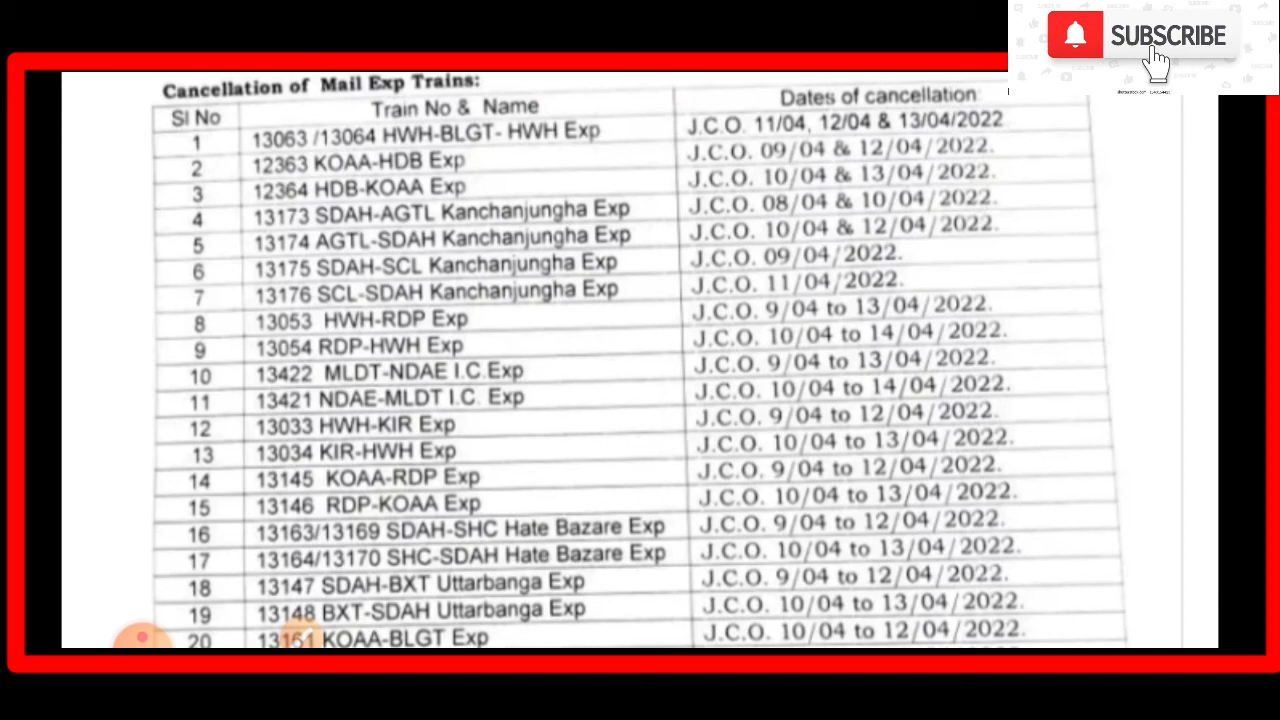 SUBSCRIBE
Cancellation of Mail Exp Trains:
Sl No Train No & Name Dates of cancellation
1 13063 /13064 HWH-BLGT- HWH Exp J.C.O. 11/04, 12/04 & 13/04/2022
2 12363 KOAA-HDB Exp J.C.O. 09/04 & 12/04/2022.
3 12364 HDB-KOAA Exp J.C.O. 10/04 & 13/04/2022.
4 13173 SDAH-AGTL Kanchanjungha Exp J.C.O. 08/04 & 10/04/2022.
5 13174 AGTL-SDAH Kanchanjungha Exp J.C.O. 10/04 & 12/04/2022.
6 13175 SDAH-SCL Kanchanjungha Exp J.C.O. 09/04/2022.
7 13176 SCL-SDAH Kanchanjungha Exp J.C.O. 11/04/2022.
8 13053 HWH-RDP Exp J.C.O. 9/04 to 13/04/2022.
9 13054 RDP-HWH Exp J.C.O. 10/04 to 14/04/2022.
10 13422 MLDT-NDAE I.C.Exp J.C.O. 9/04 to 13/04/2022.
11 13421 NDAE-MLDT I.C. Exp J.C.O. 10/04 to 14/04/2022.
12 13033 HWH-KIR Exp J.C.O. 9/04 to 12/04/2022.
13 13034 KIR-HWH Exp J.C.O. 10/04 to 13/04/2022.
14 13145 KOAA-RDP Exp J.C.O. 9/04 to 12/04/2022.
15 13146 RDP-KOAA Exp J.C.O. 10/04 to 13/04/2022.
16 13163/13169 SDAH-SHC Hate Bazare Exp J.C.O. 9/04 to 12/04/2022.
17 13164/13170 SHC-SDAH Hate Bazare Exp J.C.O. 10/04 to 13/04/2022.
18 13147 SDAH-BXT Uttarbanga Exp J.C.O. 9/04 to 12/04/2022.
19 13148 BXT-SDAH Uttarbanga Exp J.C.O. 10/04 to 13/04/2022.
20 KOAA-BLGT Exp J.C.O. 10/04 to 12/04/2022.